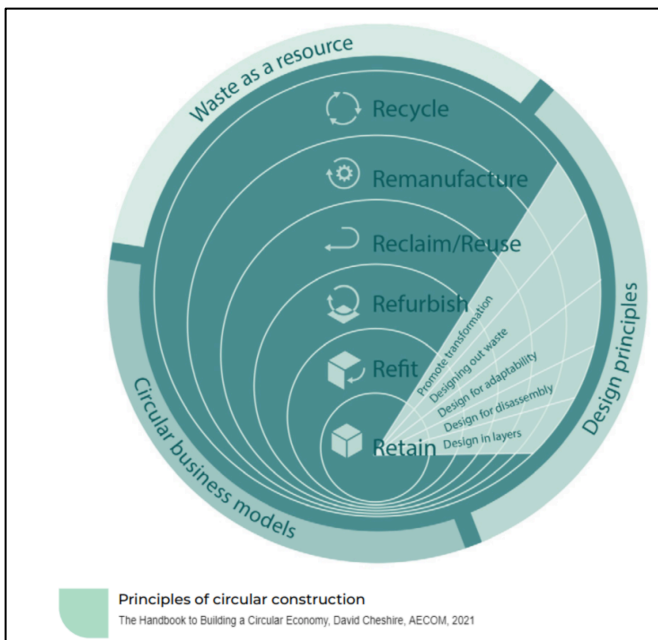 Waste as a resource
Recycle
Remanufacture
Reclaim/Reuse
Refurbish
Refit
Retain
Promote transformation
Designing out waste
Design for adaptability
Design for disassembly
Design in layers
Design principles
Circular business models
Principles of circular construction
The Handbook to Building a Circular Economy, David Cheshire, AECOM, 2021